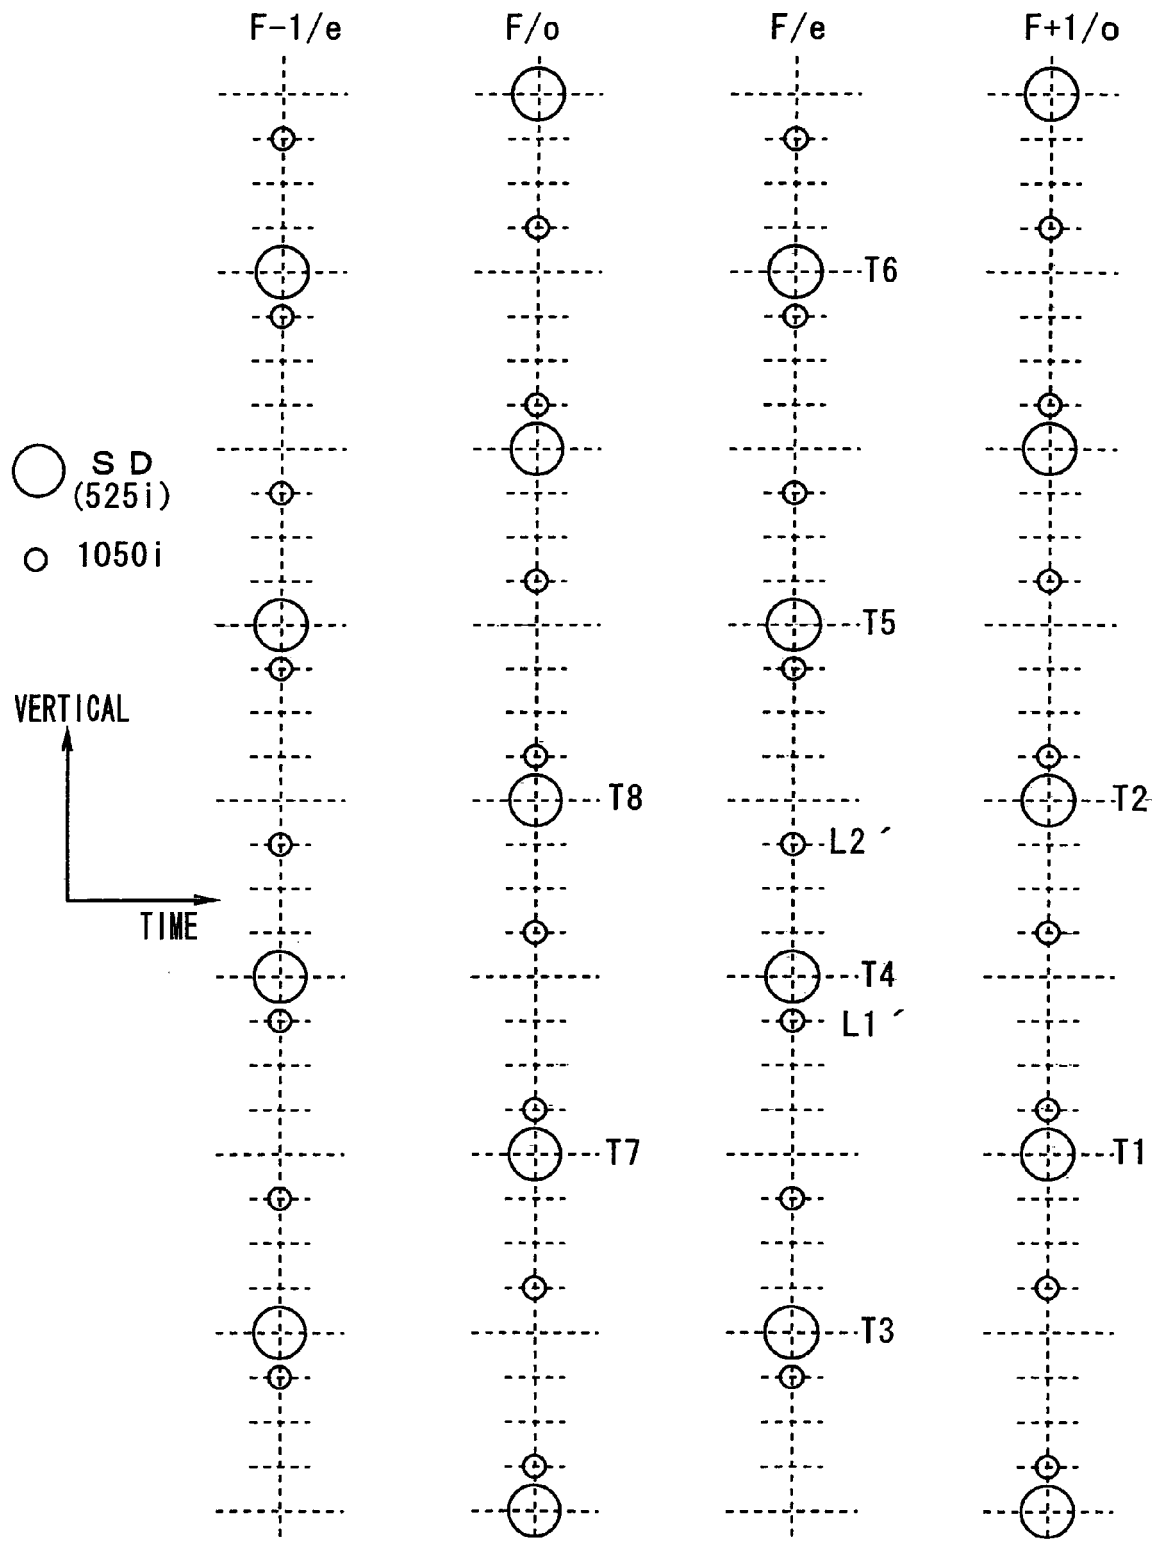 F-1/e F/o F/e F+1/o
T6
SD
(525i)
1050i
T5
VERTICAL
T8 T2
L2´
TIME
T4
L1´
T7 T1
T3